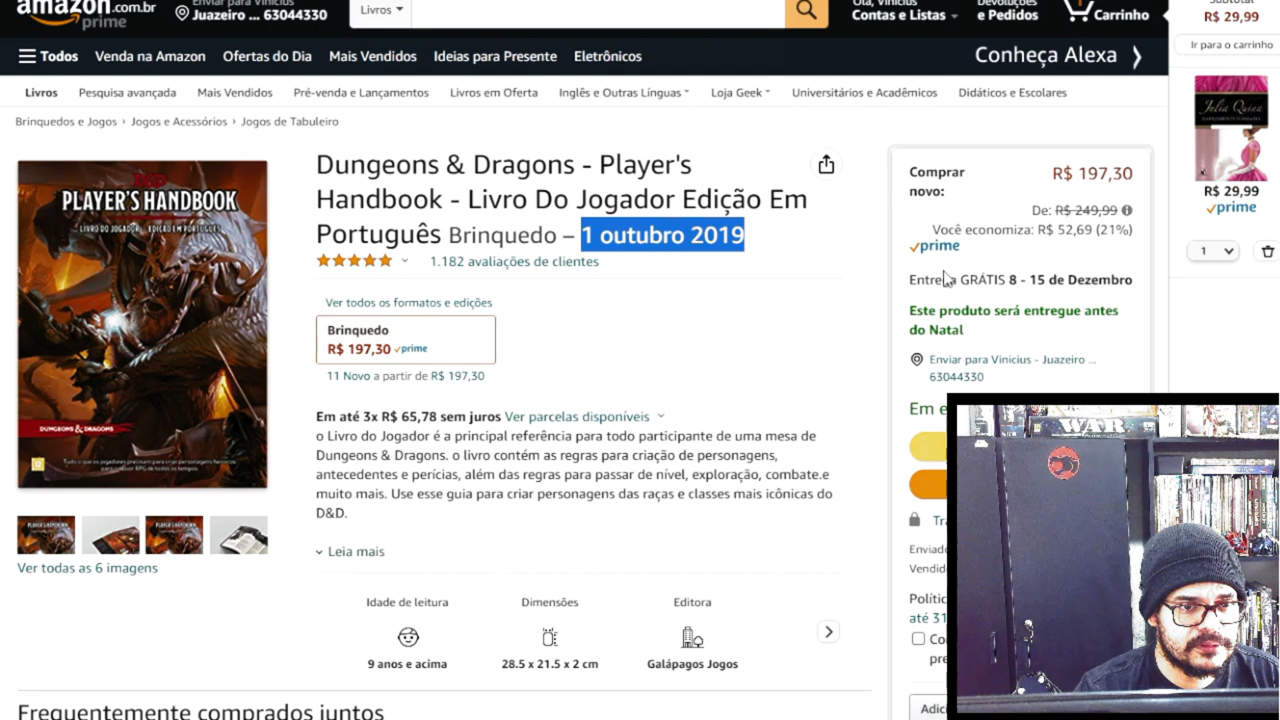 amazon.com.br
prime
Enviar para Vinicius
Juazeiro ... 63044330
Livros
Olá, Vinicius
Contas e Listas
Devoluções
e Pedidos
Carrinho
Subtotal
R$ 29,99
Ir para o carrinho
Todos
Venda na Amazon
Ofertas do Dia
Mais Vendidos
Ideias para Presente
Eletrônicos
Conheça Alexa
Livros
Pesquisa avançada
Mais Vendidos
Pré-venda e Lançamentos
Livros em Oferta
Inglês e Outras Línguas
Loja Geek
Universitários e Acadêmicos
Didáticos e Escolares
Brinquedos e Jogos › Jogos e Acessórios › Jogos de Tabuleiro
PLAYER'S HANDBOOK
LIVRO DO JOGADOR - EDIÇÃO EM PORTUGUÊS
DUNGEONS & DRAGONS
Dungeons & Dragons - Player's
Handbook - Livro Do Jogador Edição Em
Português Brinquedo – 1 outubro 2019
1.182 avaliações de clientes
Ver todos os formatos e edições
Brinquedo
R$ 197,30 prime
11 Novo a partir de R$ 197,30
Em até 3x R$ 65,78 sem juros Ver parcelas disponíveis
o Livro do Jogador é a principal referência para todo participante de uma mesa de
Dungeons & Dragons. o livro contém as regras para criação de personagens,
antecedentes e perícias, além das regras para passar de nível, exploração, combate.e
muito mais. Use esse guia para criar personagens das raças e classes mais icônicas do
D&D.
Leia mais
Idade de leitura
9 anos e acima
Dimensões
28.5 x 21.5 x 2 cm
Editora
Galápagos Jogos
Ver todas as 6 imagens
Frequentemente comprados juntos
Comprar
novo:
R$ 197,30
De: R$ 249,99
Você economiza: R$ 52,69 (21%)
prime
Entrega GRÁTIS 8 - 15 de Dezembro
Este produto será entregue antes
do Natal
Enviar para Vinicius - Juazeiro ...
63044330
Em e
Tra
Enviado
Vendid
Polític
até 31
Co
pre
Adici
Julia Quinn
R$ 29,99
prime
1
WAR